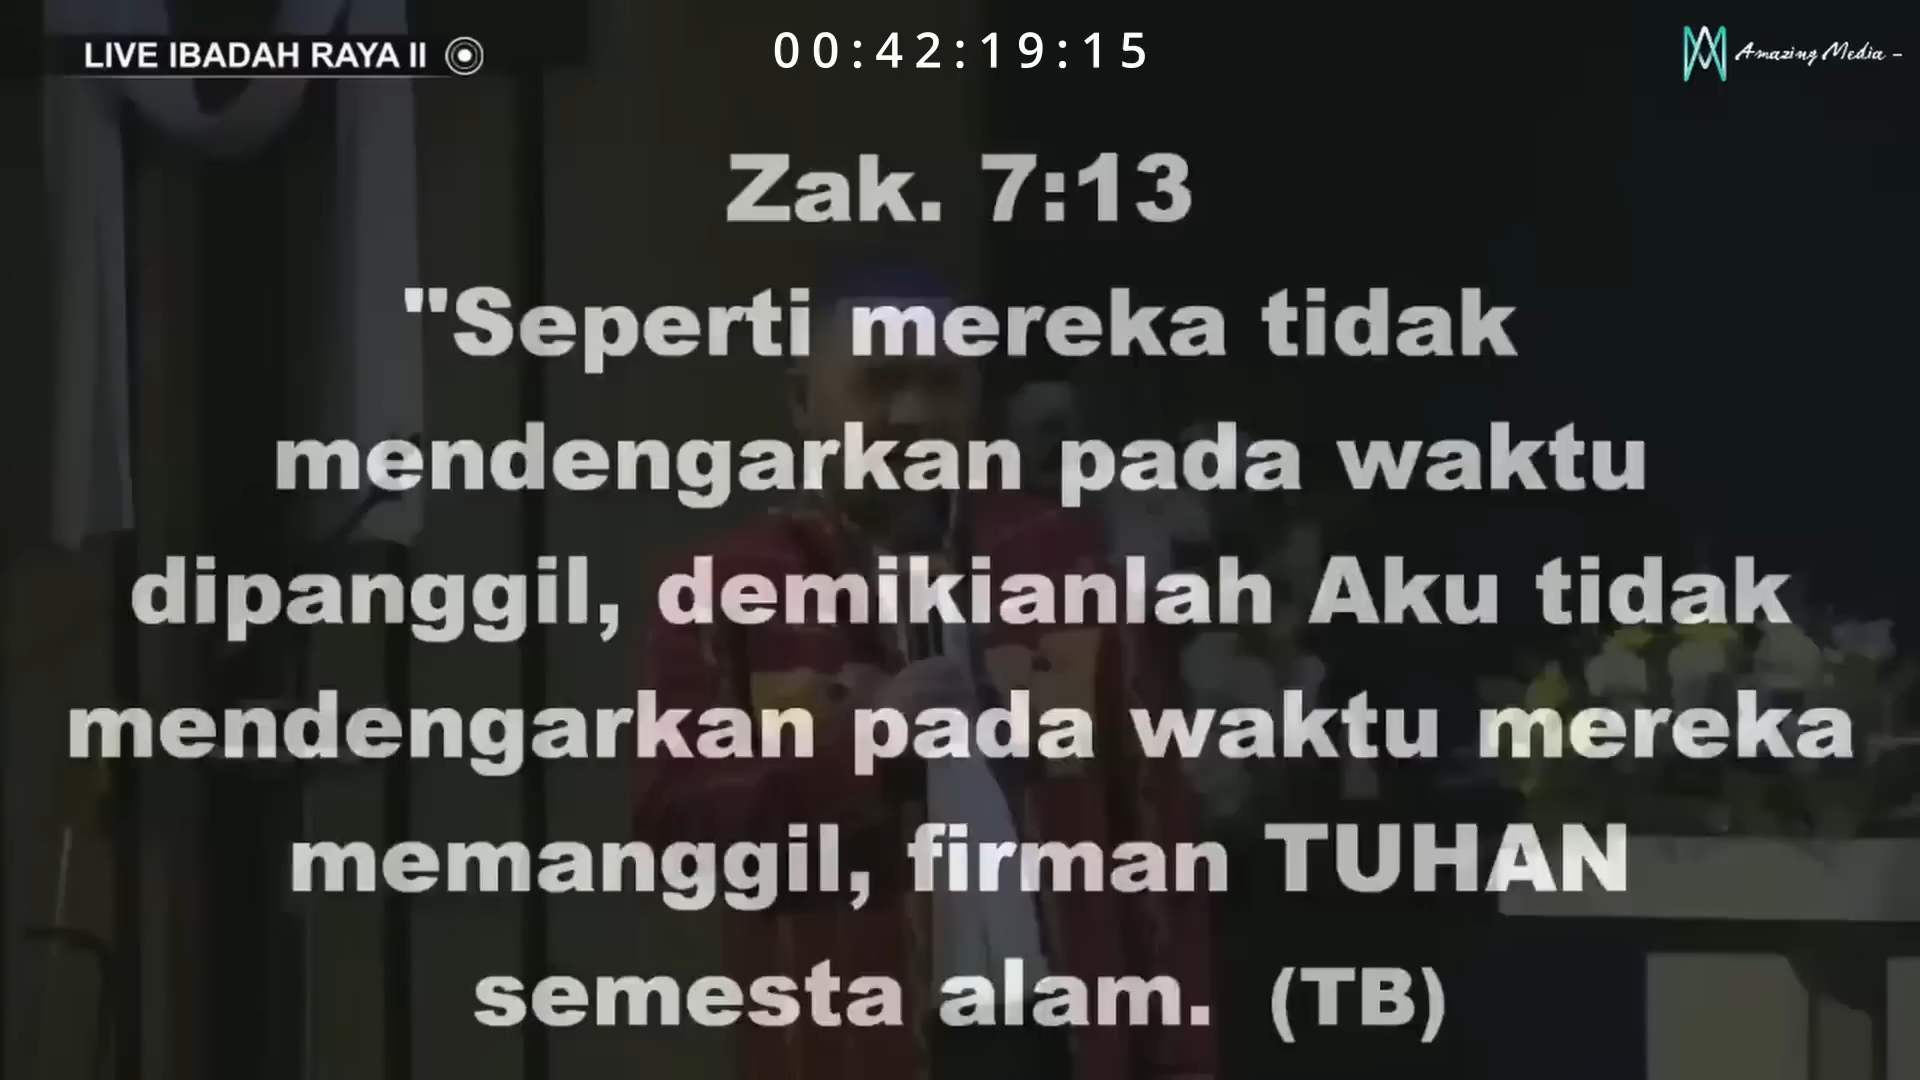 LIVE IBADAH RAYA II
00:42:19:15
Amazing Media -
Zak. 7:13
"Seperti mereka tidak
mendengarkan pada waktu
dipanggil, demikianlah Aku tidak
mendengarkan pada waktu mereka
memanggil, firman TUHAN
semesta alam. (TB)